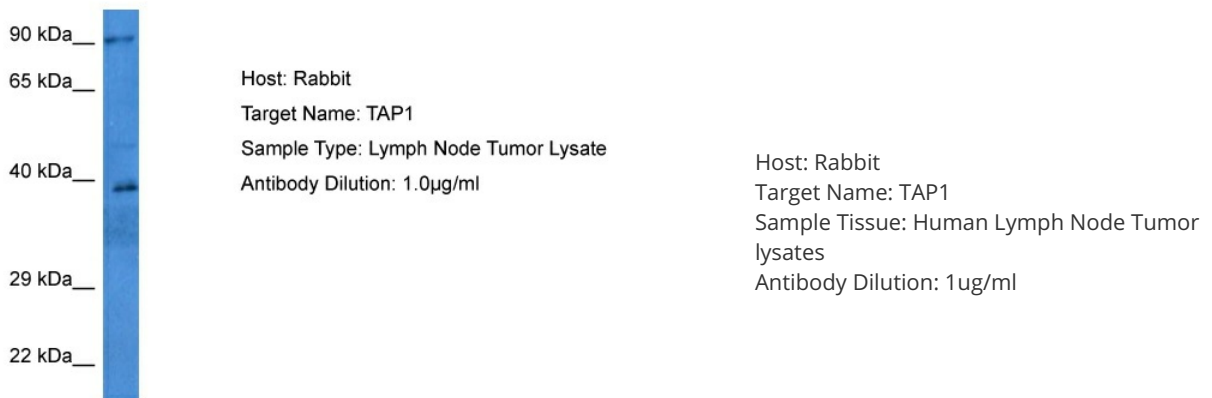 90 kDa__
65 kDa__
40 kDa__
29 kDa__
22 kDa__
Host: Rabbit
Target Name: TAP1
Sample Type: Lymph Node Tumor Lysate
Antibody Dilution: 1.0µg/ml
Host: Rabbit
Target Name: TAP1
Sample Tissue: Human Lymph Node Tumor
lysates
Antibody Dilution: 1ug/ml